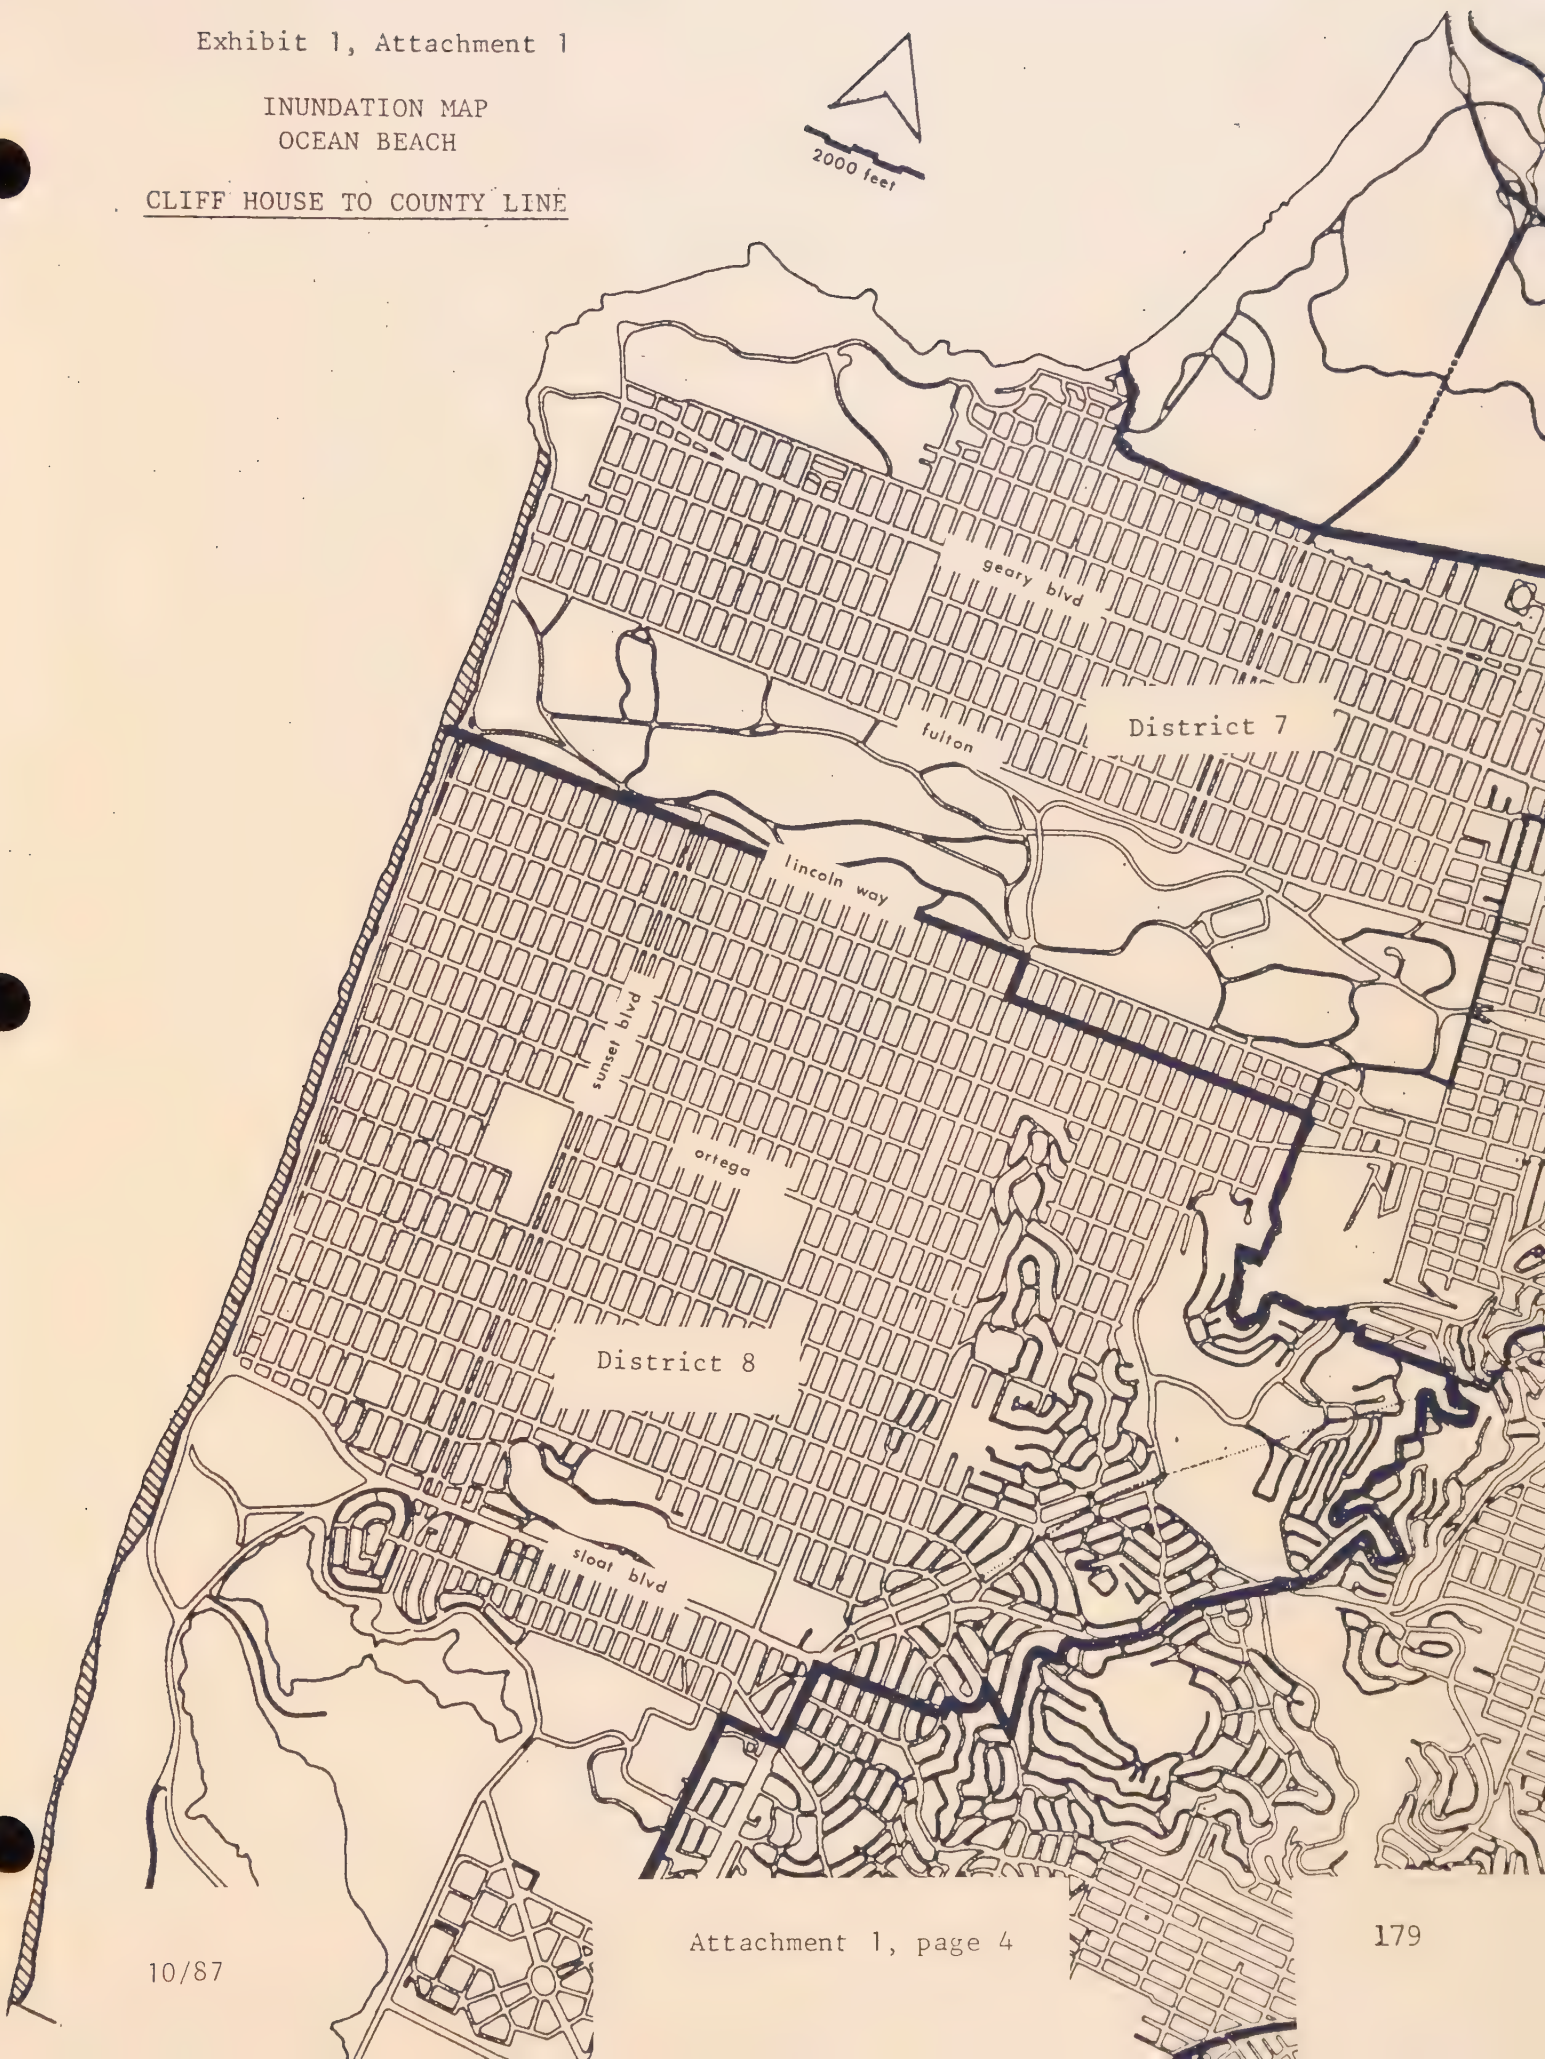 Exhibit 1, Attachment 1
INUNDATION MAP
OCEAN BEACH
CLIFF HOUSE TO COUNTY LINE
2000 feet
geary blvd
District 7
fulton
lincoln way
sunset blvd
ortega
District 8
sloat blvd
Attachment 1, page 4
179
10/87